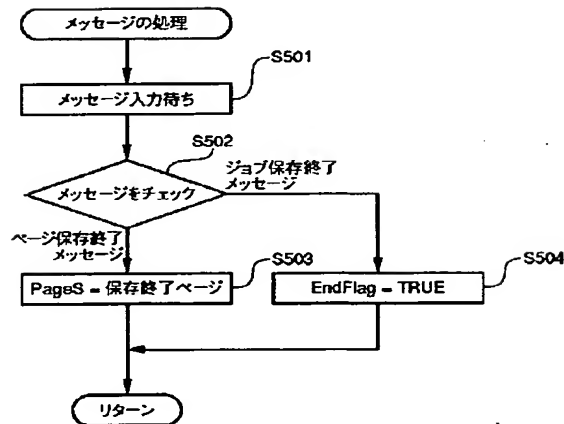 メッセージの処理
S501
メッセージ入力待ち
S502
メッセージをチェック
ジョブ保存終了
メッセージ
ページ保存終了
メッセージ
S503
PageS = 保存終了ページ
S504
EndFlag = TRUE
リターン